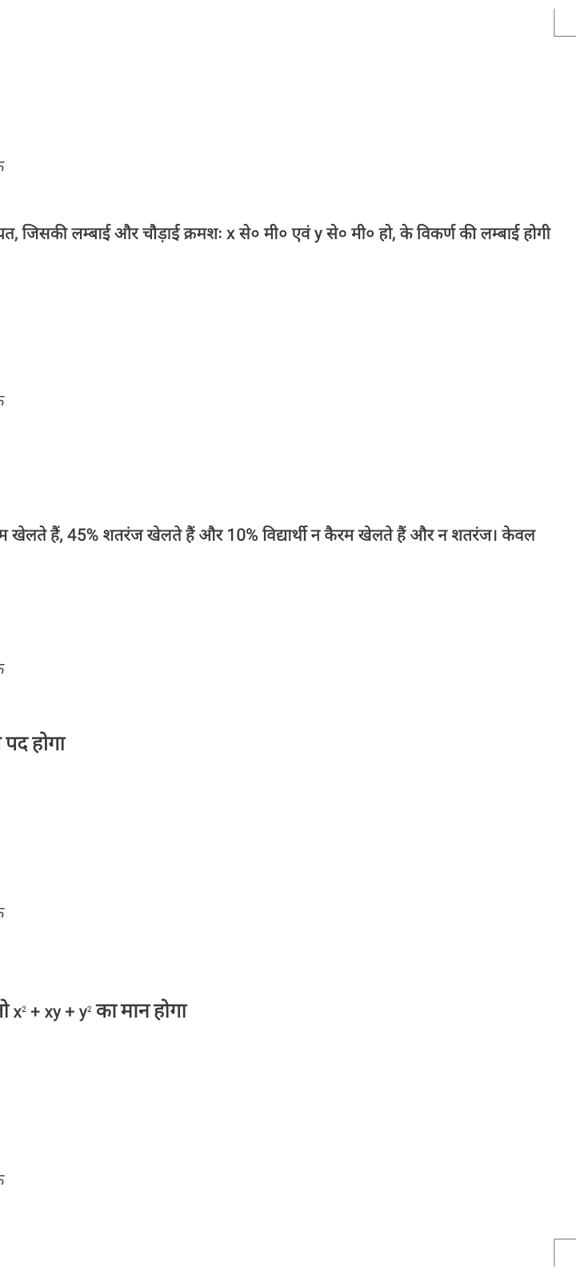 जिसकी लम्बाई और चौड़ाई क्रमशः x से० मी० एवं y से० मी० हो, के विकर्ण की लम्बाई होगी
खेलते हैं, 45% शतरंज खेलते हैं और 10% विद्यार्थी न कैरम खेलते हैं और न शतरंज। केवल
पद होगा
x² + xy + y² का मान होगा